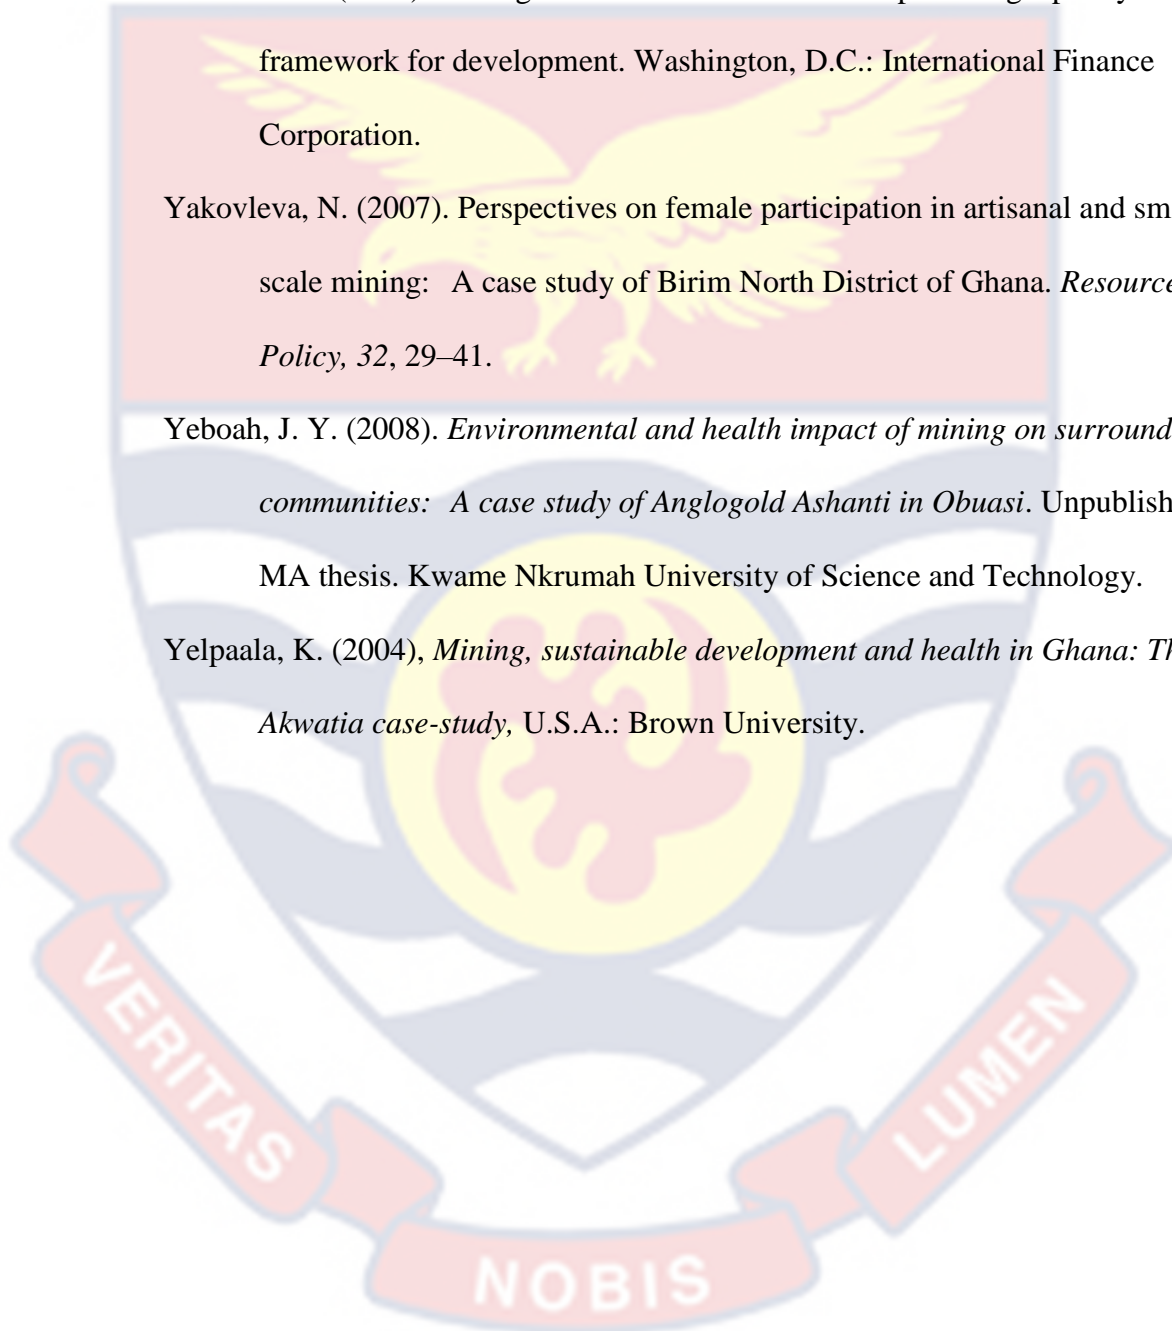 framework for development. Washington, D.C.: International Finance
Corporation.
Yakovleva, N. (2007). Perspectives on female participation in artisanal and sm
scale mining: A case study of Birim North District of Ghana. Resource
Policy, 32, 29–41.
Yeboah, J. Y. (2008). Environmental and health impact of mining on surround
communities: A case study of Anglogold Ashanti in Obuasi. Unpublish
MA thesis. Kwame Nkrumah University of Science and Technology.
Yelpaala, K. (2004), Mining, sustainable development and health in Ghana: Th
Akwatia case-study, U.S.A.: Brown University.
VERITAS
NOBIS
LUMEN